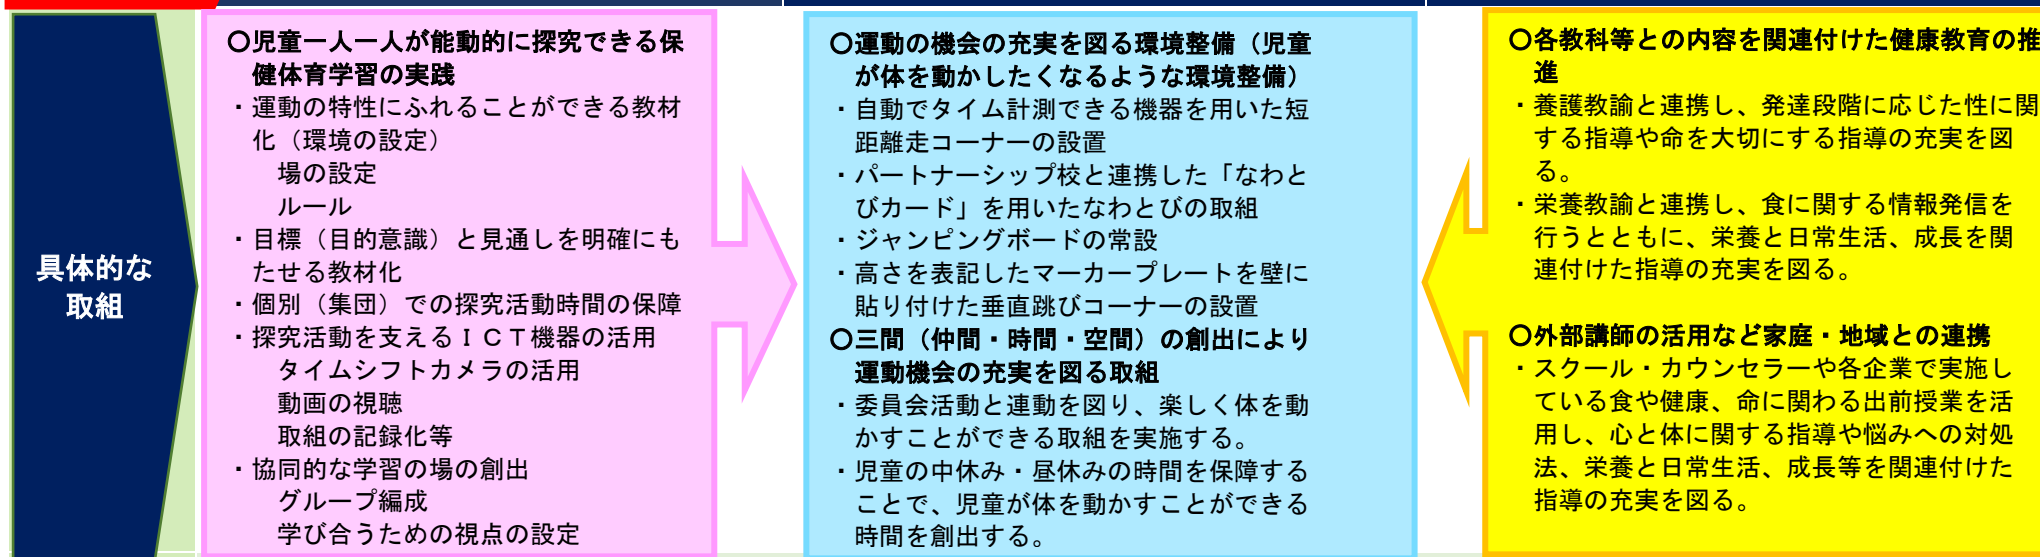 具体的な
取組
〇児童一人一人が能動的に探究できる保
健体育学習の実践
・運動の特性にふれることができる教材
化（環境の設定）
場の設定
ルール
・目標（目的意識）と見通しを明確にも
たせる教材化
・個別（集団）での探究活動時間の保障
・探究活動を支えるＩＣＴ機器の活用
タイムシフトカメラの活用
動画の視聴
取組の記録化等
・協同的な学習の場の創出
グループ編成
学び合うための視点の設定
〇運動の機会の充実を図る環境整備（児童
が体を動かしたくなるような環境整備）
・自動でタイム計測できる機器を用いた短
距離走コーナーの設置
・パートナーシップ校と連携した「なわと
びカード」を用いたなわとびの取組
・ジャンピングボードの常設
・高さを表記したマーカープレートを壁に
貼り付けた垂直跳びコーナーの設置
〇三間（仲間・時間・空間）の創出により
運動機会の充実を図る取組
・委員会活動と連動を図り、楽しく体を動
かすことができる取組を実施する。
・児童の中休み・昼休みの時間を保障する
ことで、児童が体を動かすことができる
時間を創出する。
〇各教科等との内容を関連付けた健康教育の推
進
・養護教諭と連携し、発達段階に応じた性に関
する指導や命を大切にする指導の充実を図
る。
・栄養教諭と連携し、食に関する情報発信を
行うとともに、栄養と日常生活、成長を関
連付けた指導の充実を図る。
〇外部講師の活用など家庭・地域との連携
・スクール・カウンセラーや各企業で実施し
ている食や健康、命に関わる出前授業を活
用し、心と体に関する指導や悩みへの対処
法、栄養と日常生活、成長等を関連付けた
指導の充実を図る。